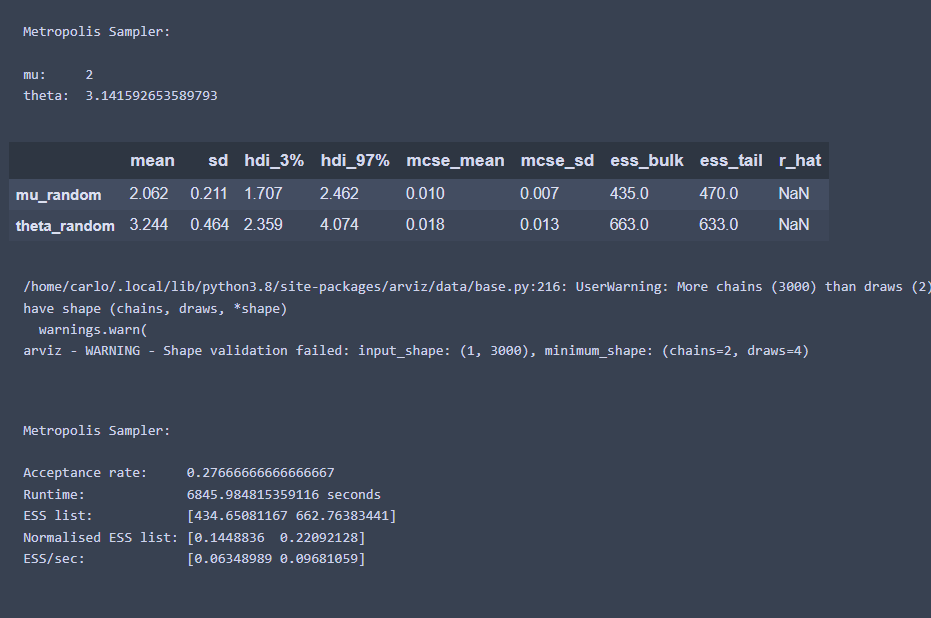 Metropolis Sampler:
mu: 2
theta: 3.141592653589793
mean sd hdi_3% hdi_97% mcse_mean mcse_sd ess_bulk ess_tail r_hat
mu_random 2.062 0.211 1.707 2.462 0.010 0.007 435.0 470.0 NaN
theta_random 3.244 0.464 2.359 4.074 0.018 0.013 663.0 633.0 NaN
/home/carlo/.local/lib/python3.8/site-packages/arviz/data/base.py:216: UserWarning: More chains (3000) than draws (2)
have shape (chains, draws, *shape)
warnings.warn(
arviz - WARNING - Shape validation failed: input_shape: (1, 3000), minimum_shape: (chains=2, draws=4)
Metropolis Sampler:
Acceptance rate: 0.27666666666666667
Runtime: 6845.984815359116 seconds
ESS list: [434.65081167 662.76383441]
Normalised ESS list: [0.1448836 0.22092128]
ESS/sec: [0.06348989 0.09681059]